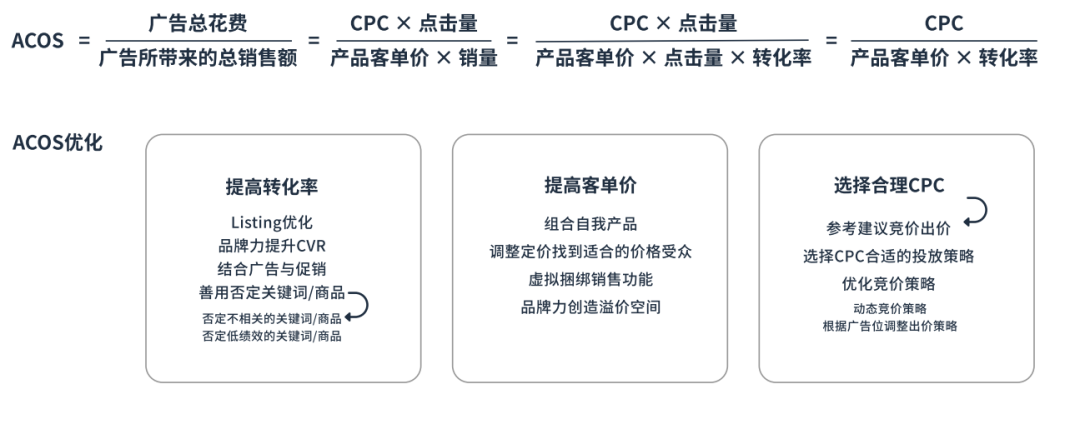 ACOS = 广告总花费 / 广告所带来的总销售额 = CPC × 点击量 / 产品客单价 × 销量 = CPC × 点击量 / 产品客单价 × 点击量 × 转化率 = CPC / 产品客单价 × 转化率
ACOS优化
提高转化率
Listing优化
品牌力提升CVR
结合广告与促销
善用否定关键词/商品
否定不相关的关键词/商品
否定低绩效的关键词/商品
提高客单价
组合自我产品
调整定价找到适合的价格受众
虚拟捆绑销售功能
品牌力创造溢价空间
选择合理CPC
参考建议竞价出价
选择CPC合适的投放策略
优化竞价策略
动态竞价策略
根据广告位调整出价策略